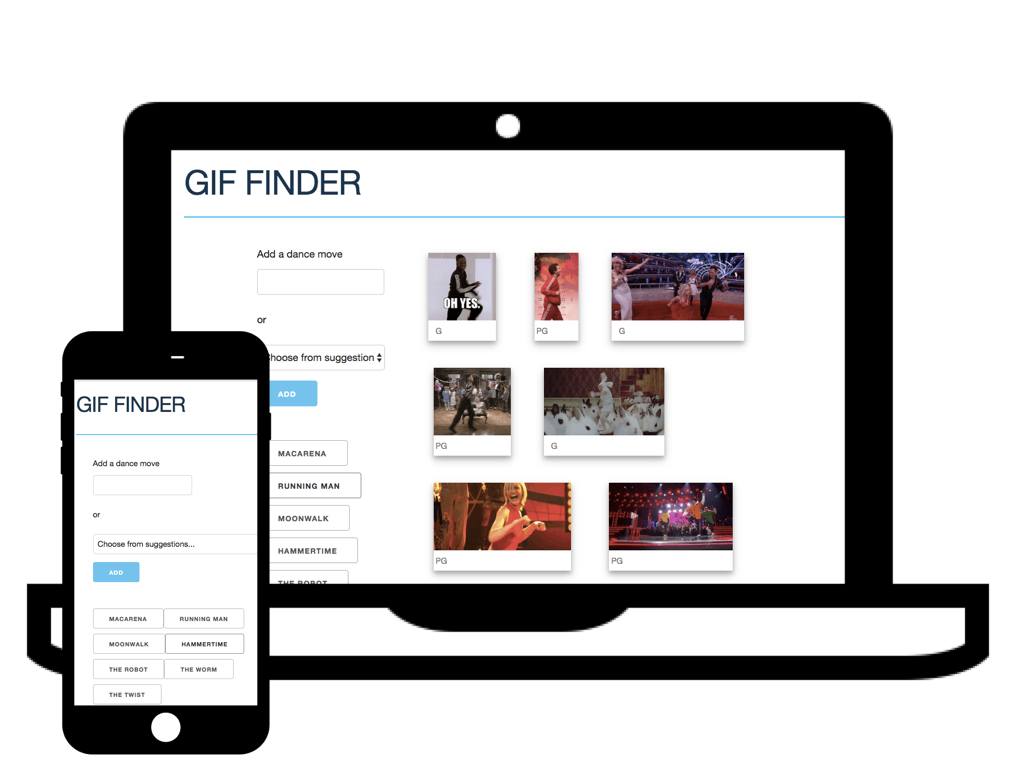 GIF FINDER
Add a dance move
or
hoose from suggestion
ADD
MACARENA
RUNNING MAN
MOONWALK
HAMMERTIME
THE ROBOT
OH YES.
G
PG
G
PG
G
PG
PG
GIF FINDER
Add a dance move
or
Choose from suggestions...
ADD
MACARENA RUNNING MAN
MOONWALK HAMMERTIME
THE ROBOT THE WORM
THE TWIST